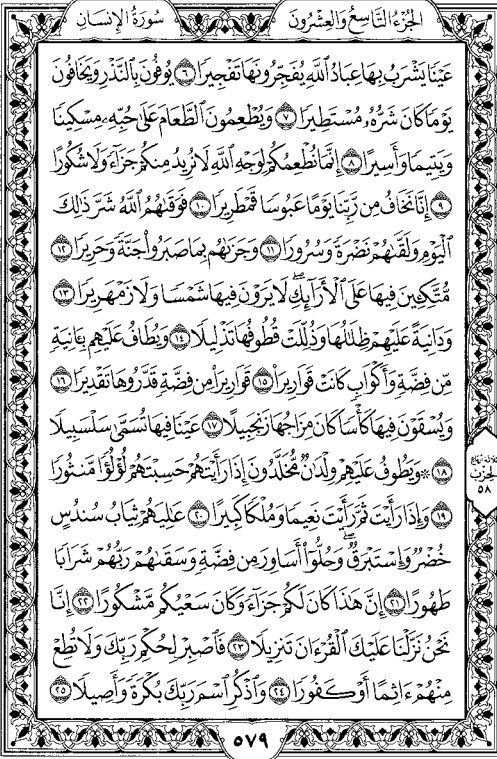 الجُزْءُ التَّاسِعُ وَالعِشْرُونَ
سُورَةُ الإِنسَانِ
عَيْنًا يَشْرَبُ بِهَا عِبَادُ ٱللَّهِ يُفَجِّرُونَهَا تَفْجِيرًا ٦ يُوفُونَ بِٱلنَّذْرِ وَيَخَافُونَ
يَوْمًا كَانَ شَرُّهُۥ مُسْتَطِيرًا ٧ وَيُطْعِمُونَ ٱلطَّعَامَ عَلَىٰ حُبِّهِۦ مِسْكِينًا
وَيَتِيمًا وَأَسِيرًا ٨ إِنَّمَا نُطْعِمُكُمْ لِوَجْهِ ٱللَّهِ لَا نُرِيدُ مِنكُمْ جَزَآءً وَلَا شُكُورًا
٩ إِنَّا نَخَافُ مِن رَّبِّنَا يَوْمًا عَبُوسًا قَمْطَرِيرًا ١٠ فَوَقَىٰهُمُ ٱللَّهُ شَرَّ ذَٰلِكَ
ٱلْيَوْمِ وَلَقَّىٰهُمْ نَضْرَةً وَسُرُورًا ١١ وَجَزَىٰهُم بِمَا صَبَرُوا۟ جَنَّةً وَحَرِيرًا ١٢
مُّتَّكِـِٔينَ فِيهَا عَلَى ٱلْأَرَآئِكِ ۖ لَا يَرَوْنَ فِيهَا شَمْسًا وَلَا زَمْهَرِيرًا ١٣
وَدَانِيَةً عَلَيْهِمْ ظِلَـٰلُهَا وَذُلِّلَتْ قُطُوفُهَا تَذْلِيلًا ١٤ وَيُطَافُ عَلَيْهِم بِـَٔانِيَةٍ
مِّن فِضَّةٍ وَأَكْوَابٍ كَانَتْ قَوَارِيرَا۠ ١٥ قَوَارِيرَا۟ مِن فِضَّةٍ قَدَّرُوهَا تَقْدِيرًا ١٦
وَيُسْقَوْنَ فِيهَا كَأْسًا كَانَ مِزَاجُهَا زَنجَبِيلًا ١٧ عَيْنًا فِيهَا تُسَمَّىٰ سَلْسَبِيلًا
١٨ ۞ وَيَطُوفُ عَلَيْهِمْ وِلْدَٰنٌ مُّخَلَّدُونَ إِذَا رَأَيْتَهُمْ حَسِبْتَهُمْ لُؤْلُؤًا مَّنثُورًا
١٩ وَإِذَا رَأَيْتَ ثَمَّ رَأَيْتَ نَعِيمًا وَمُلْكًا كَبِيرًا ٢٠ عَـٰلِيَهُمْ ثِيَابُ سُندُسٍ
خُضْرٌ وَإِسْتَبْرَقٌ ۖ وَحُلُّوٓا۟ أَسَاوِرَ مِن فِضَّةٍ وَسَقَىٰهُمْ رَبُّهُمْ شَرَابًا
طَهُورًا ٢١ إِنَّ هَـٰذَا كَانَ لَكُمْ جَزَآءً وَكَانَ سَعْيُكُم مَّشْكُورًا ٢٢ إِنَّا
نَحْنُ نَزَّلْنَا عَلَيْكَ ٱلْقُرْءَانَ تَنزِيلًا ٢٣ فَٱصْبِرْ لِحُكْمِ رَبِّكَ وَلَا تُطِعْ
مِنْهُمْ ءَاثِمًا أَوْ كَفُورًا ٢٤ وَٱذْكُرِ ٱسْمَ رَبِّكَ بُكْرَةً وَأَصِيلًا ٢٥
الحِزْبِ
٥٨
٥٧٩